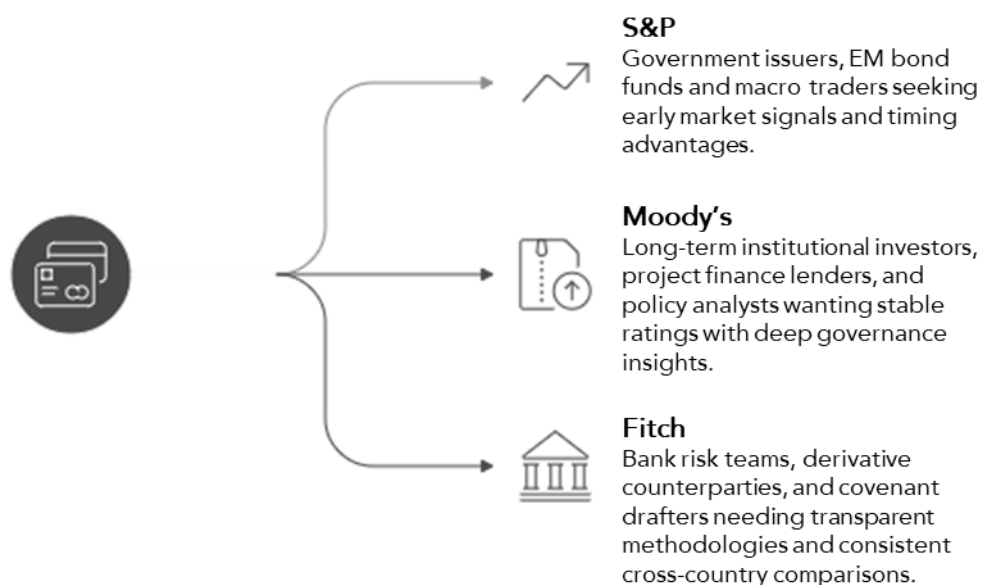 S&P
Government issuers, EM bond
funds and macro traders seeking
early market signals and timing
advantages.
Moody's
Long-term institutional investors,
project finance lenders, and
policy analysts wanting stable
ratings with deep governance
insights.
Fitch
Bank risk teams, derivative
counterparties, and covenant
drafters needing transparent
methodologies and consistent
cross-country comparisons.